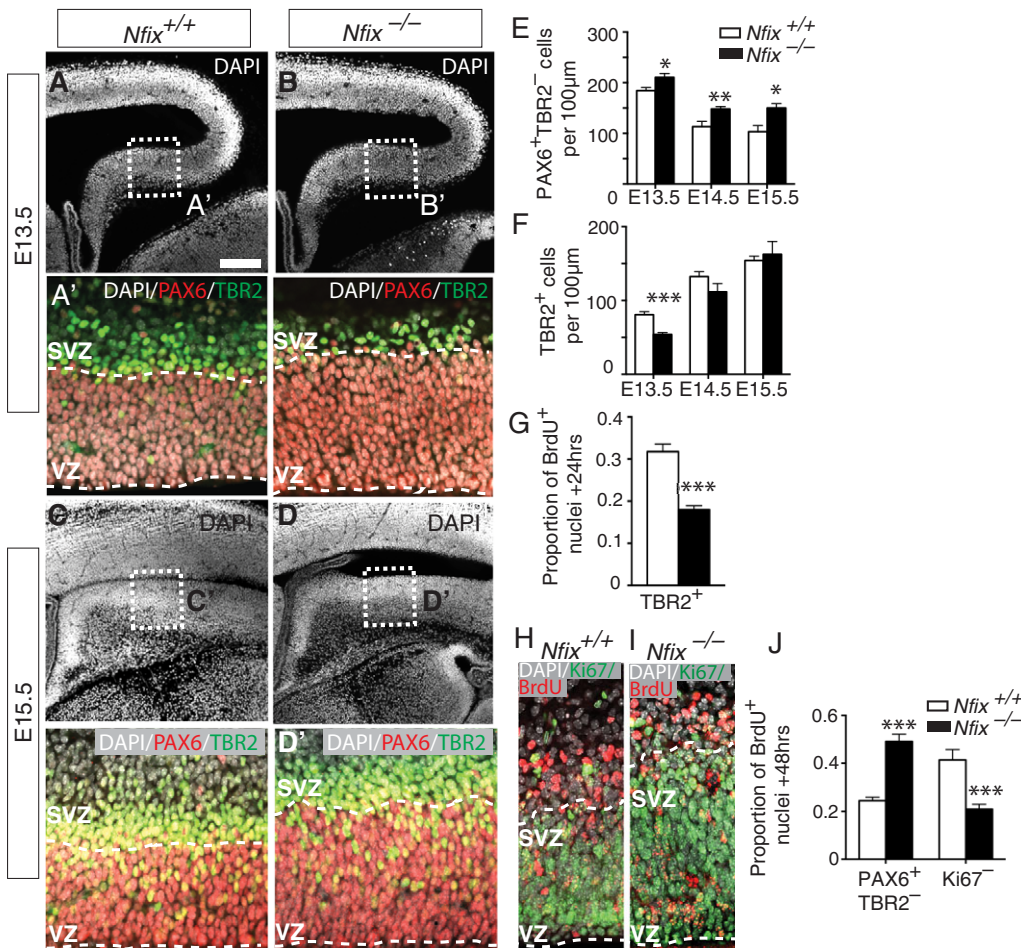 Nfix +/+
Nfix −/−
E13.5
E15.5
A
DAPI
A’
B
DAPI
B’
A’
DAPI/PAX6/TBR2
SVZ
VZ
DAPI/PAX6/TBR2
SVZ
VZ
C
DAPI
C’
D
DAPI
D’
DAPI/PAX6/TBR2
SVZ
VZ
D’
DAPI/PAX6/TBR2
SVZ
VZ
E
PAX6+TBR2− cells
per 100µm
300
200
100
0
Nfix +/+
Nfix −/−
*
**
*
E13.5 E14.5 E15.5
F
TBR2+ cells
per 100µm
200
100
0
***
E13.5 E14.5 E15.5
G
Proportion of BrdU+
nuclei +24hrs
0.4
0.3
0.2
0.1
0
***
TBR2+
H
Nfix +/+
DAPI/Ki67/
BrdU
SVZ
VZ
I
Nfix −/−
DAPI/Ki67/
BrdU
SVZ
VZ
J
Proportion of BrdU+
nuclei +48hrs
0.6
0.4
0.2
0
Nfix +/+
Nfix −/−
***
***
PAX6+
TBR2−
Ki67−